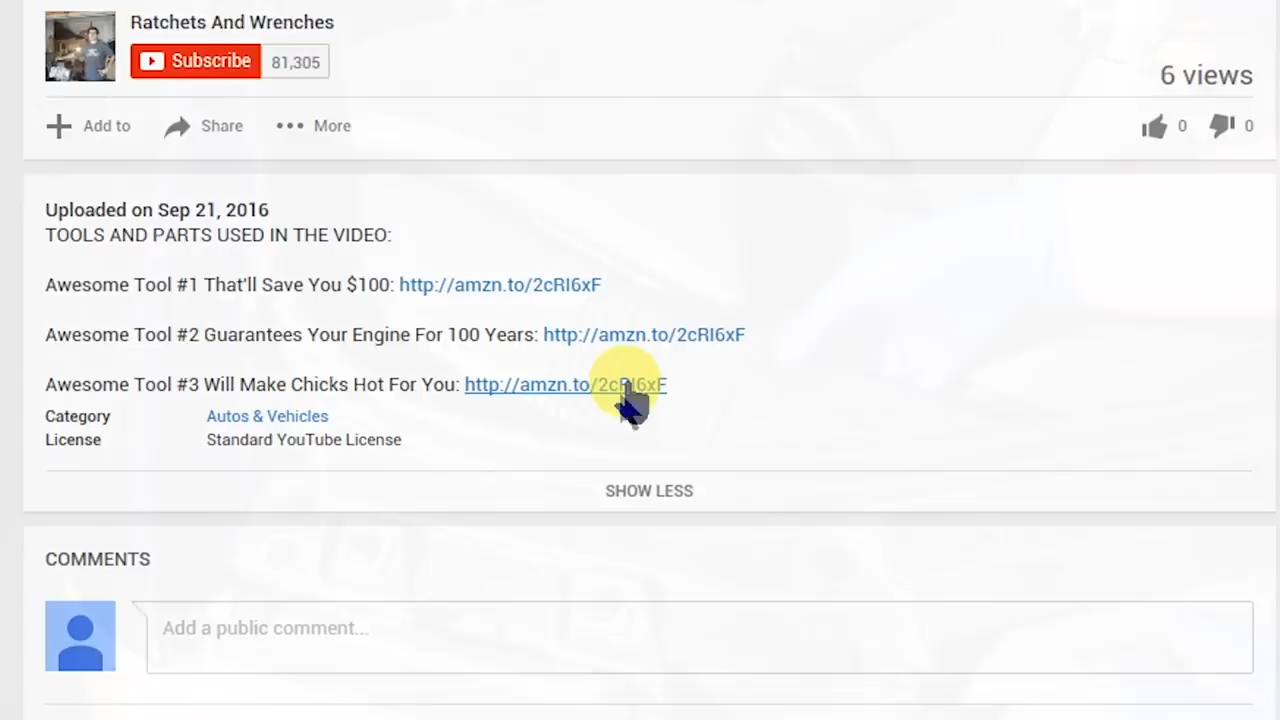 Ratchets And Wrenches
Subscribe 81,305
6 views
Add to Share More 0 0
Uploaded on Sep 21, 2016
TOOLS AND PARTS USED IN THE VIDEO:
Awesome Tool #1 That'll Save You $100: http://amzn.to/2cRI6xF
Awesome Tool #2 Guarantees Your Engine For 100 Years: http://amzn.to/2cRI6xF
Awesome Tool #3 Will Make Chicks Hot For You: http://amzn.to/2cRI6xF
Category Autos & Vehicles
License Standard YouTube License
SHOW LESS
COMMENTS
Add a public comment...